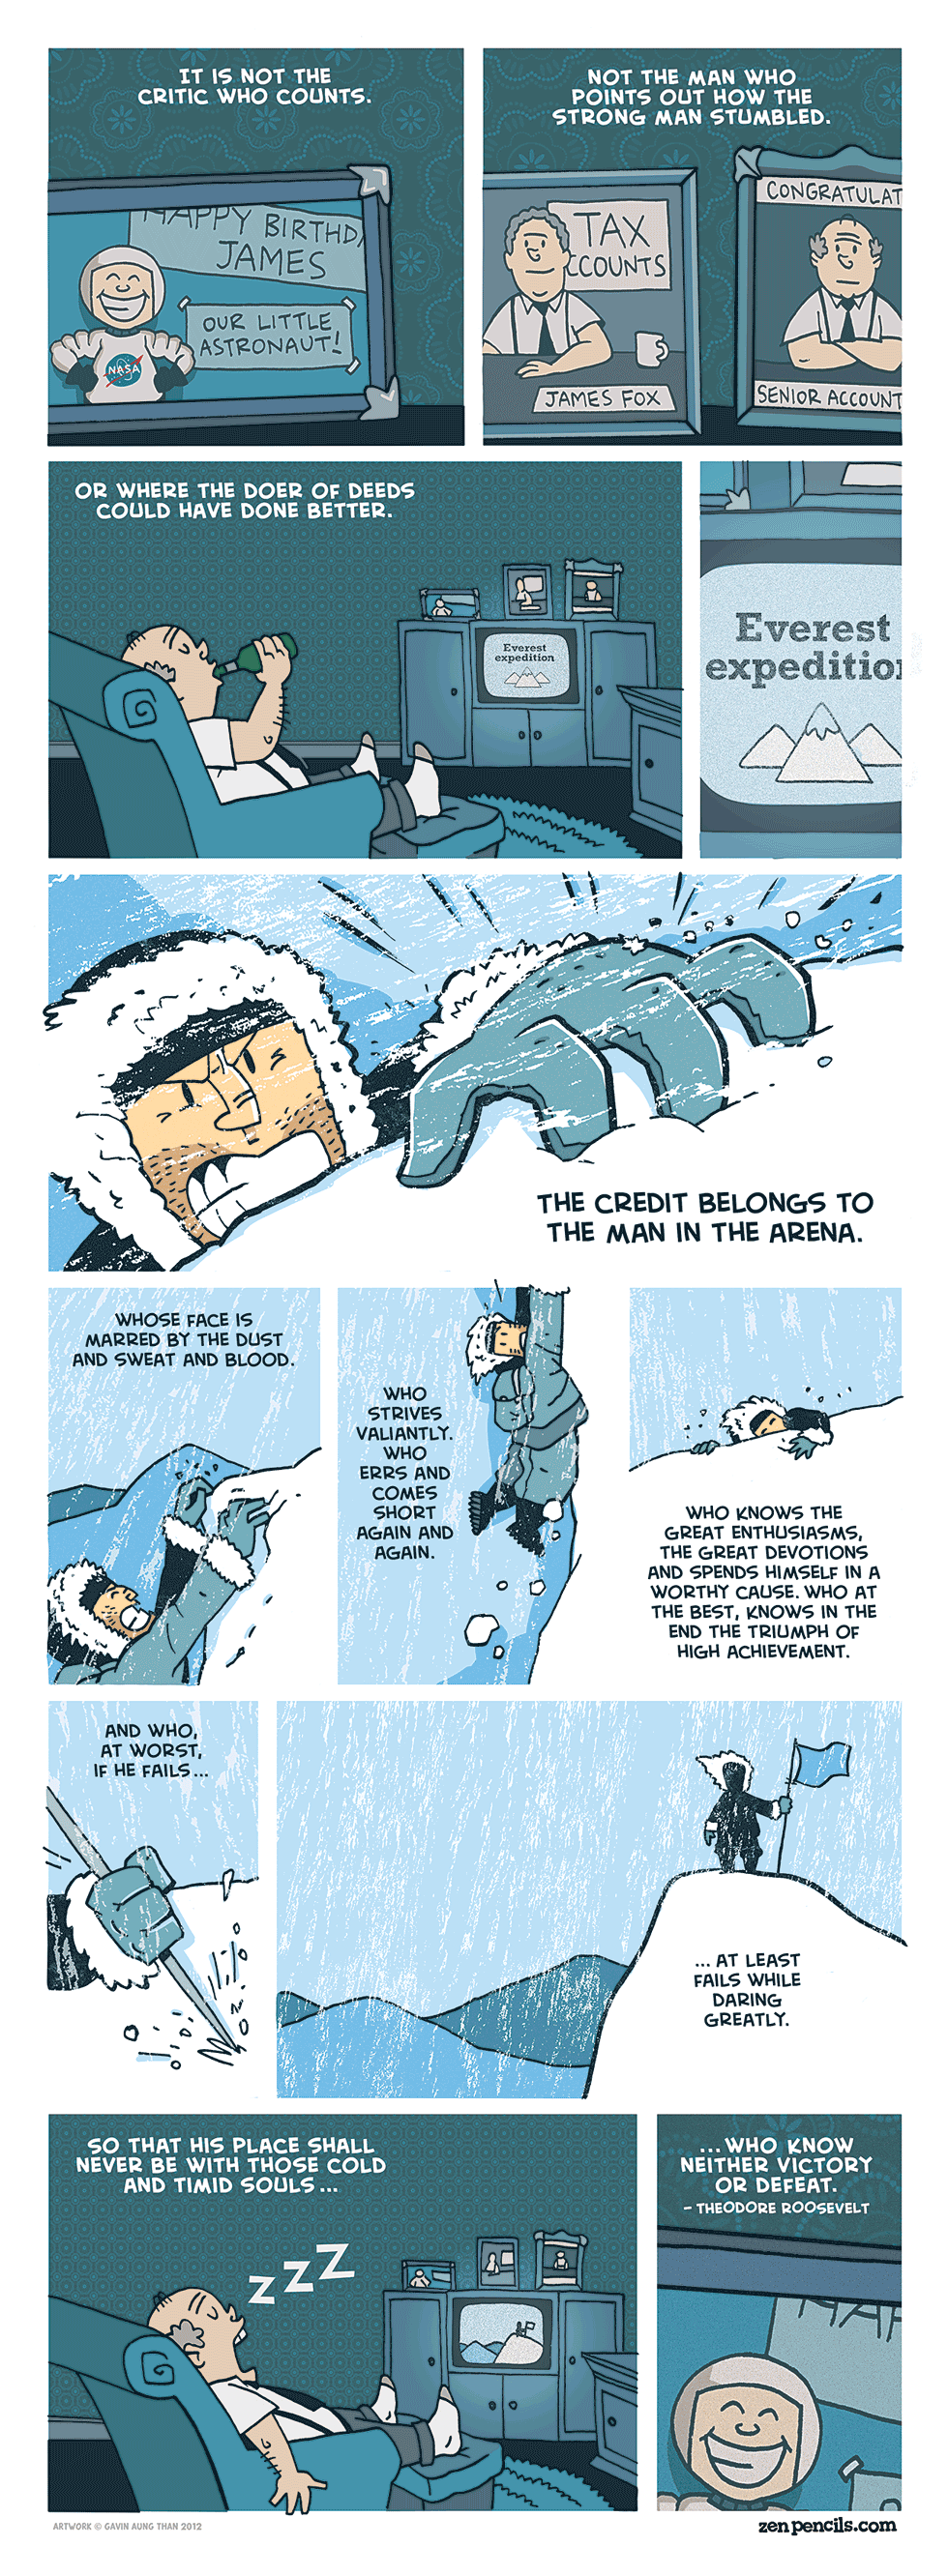 IT IS NOT THE
CRITIC WHO COUNTS.
HAPPY BIRTHD
JAMES
OUR LITTLE
ASTRONAUT!
NASA
NOT THE MAN WHO
POINTS OUT HOW THE
STRONG MAN STUMBLED.
TAX
CCOUNTS
JAMES FOX
CONGRATULAT
SENIOR ACCOUNT
OR WHERE THE DOER OF DEEDS
COULD HAVE DONE BETTER.
Everest
expedition
Everest
expedition
THE CREDIT BELONGS TO
THE MAN IN THE ARENA.
WHOSE FACE IS
MARRED BY THE DUST
AND SWEAT AND BLOOD.
WHO
STRIVES
VALIANTLY.
WHO
ERRS AND
COMES
SHORT
AGAIN AND
AGAIN.
WHO KNOWS THE
GREAT ENTHUSIASMS,
THE GREAT DEVOTIONS
AND SPENDS HIMSELF IN A
WORTHY CAUSE. WHO AT
THE BEST, KNOWS IN THE
END THE TRIUMPH OF
HIGH ACHIEVEMENT.
AND WHO,
AT WORST,
IF HE FAILS...
... AT LEAST
FAILS WHILE
DARING
GREATLY.
SO THAT HIS PLACE SHALL
NEVER BE WITH THOSE COLD
AND TIMID SOULS...
Z Z Z
...WHO KNOW
NEITHER VICTORY
OR DEFEAT.
- THEODORE ROOSEVELT
HAP
ARTWORK © GAVIN AUNG THAN 2012
zenpencils.com